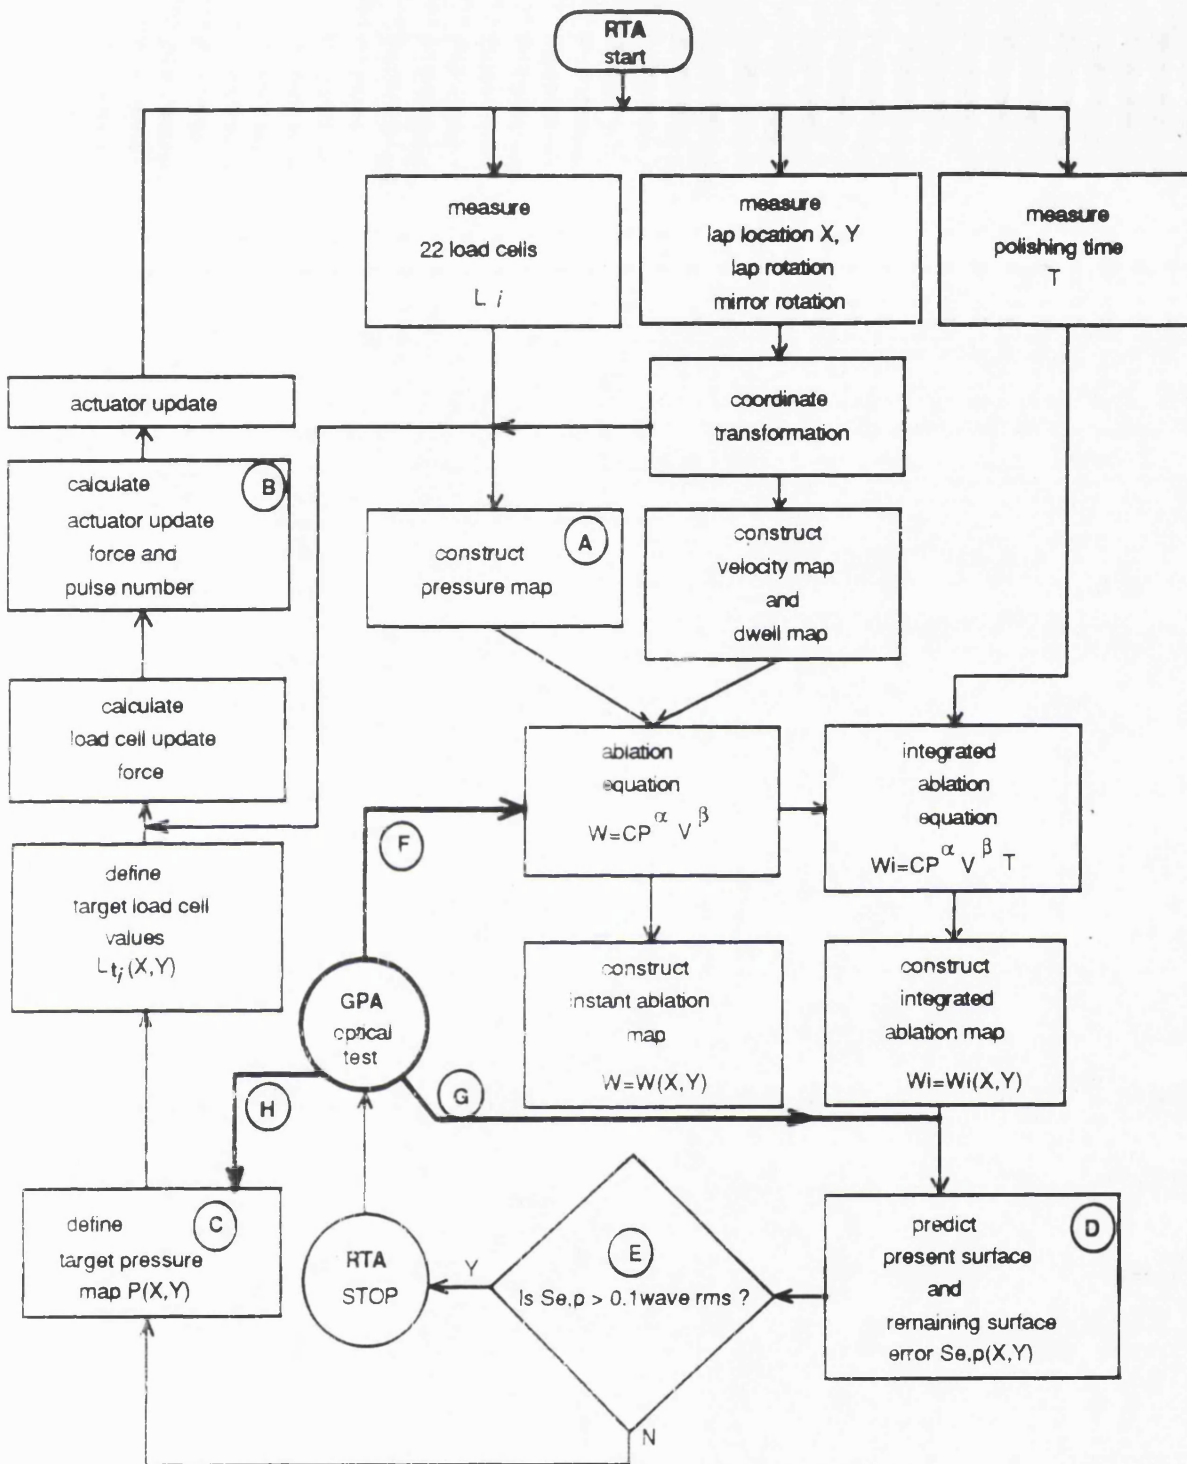 RTA
start
measure
22 load cells
L i
measure
lap location X, Y
lap rotation
mirror rotation
measure
polishing time
T
actuator update
coordinate
transformation
B
calculate
actuator update
force and
pulse number
A
construct
pressure map
construct
velocity map
and
dwell map
calculate
load cell update
force
ablation
equation
W=CP^α V^β
integrated
ablation
equation
Wi=CP^α V^β T
F
define
target load cell
values
Lti(X,Y)
GPA
optical
test
construct
instant ablation
map
W=W(X,Y)
construct
integrated
ablation map
Wi=Wi(X,Y)
H
G
C
define
target pressure
map P(X,Y)
RTA
STOP
Y
E
Is Se,p > 0.1wave rms ?
N
D
predict
present surface
and
remaining surface
error Se,p(X,Y)